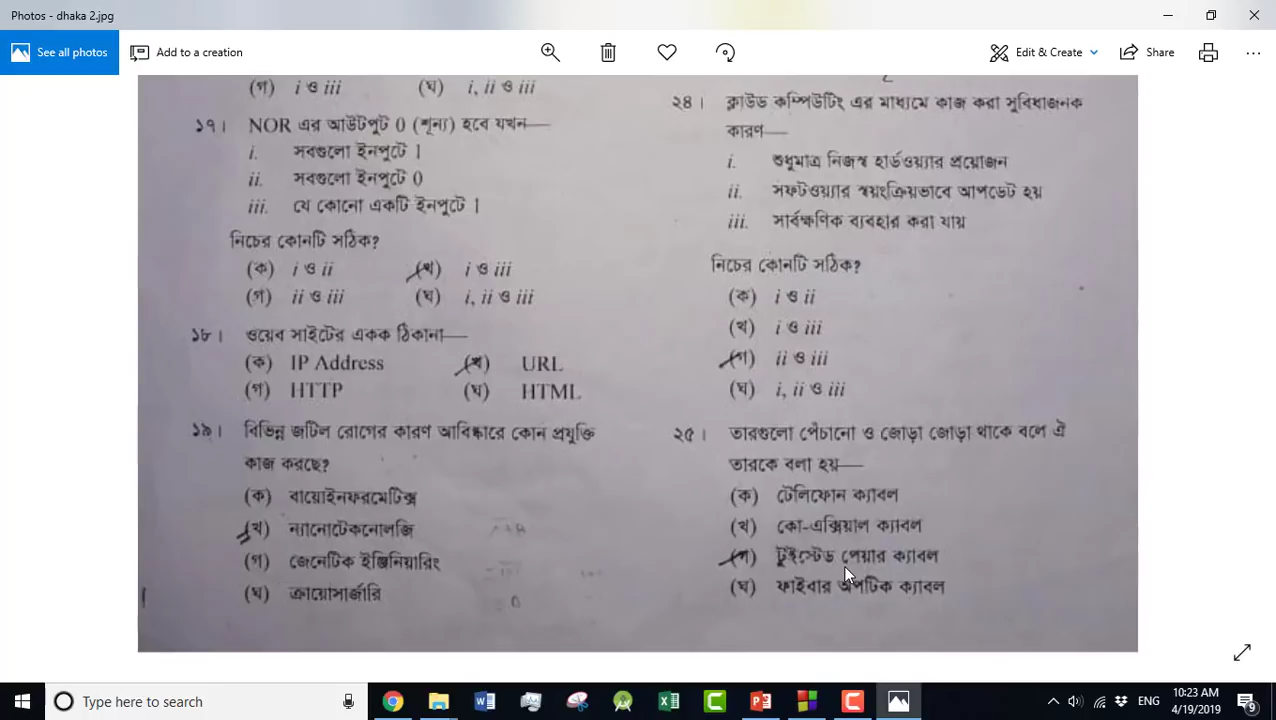 Photos - dhaka 2.jpg
See all photos
Add to a creation
Edit & Create
Share
(গ) i ও iii (ঘ) i, ii ও iii
১৭। NOR এর আউটপুট 0 (শূন্য) হবে যখন—
i. সবগুলো ইনপুটে 1
ii. সবগুলো ইনপুটে 0
iii. যে কোনো একটি ইনপুটে 1
নিচের কোনটি সঠিক?
(ক) i ও ii (খ) i ও iii
(গ) ii ও iii (ঘ) i, ii ও iii
১৮। ওয়েব সাইটের একক ঠিকানা—
(ক) IP Address (খ) URL
(গ) HTTP (ঘ) HTML
১৯। বিভিন্ন জটিল রোগের কারণ আবিষ্কারে কোন প্রযুক্তি
কাজ করছে?
(ক) বায়োইনফরমেটিক্স
(খ) ন্যানোটেকনোলজি
(গ) জেনেটিক ইঞ্জিনিয়ারিং
(ঘ) ক্রায়োসার্জারি
২৪। ক্লাউড কম্পিউটিং এর মাধ্যমে কাজ করা সুবিধাজনক
কারণ—
i. শুধুমাত্র নিজস্ব হার্ডওয়্যার প্রয়োজন
ii. সফটওয়্যার স্বয়ংক্রিয়ভাবে আপডেট হয়
iii. সার্বক্ষণিক ব্যবহার করা যায়
নিচের কোনটি সঠিক?
(ক) i ও ii
(খ) i ও iii
(গ) ii ও iii
(ঘ) i, ii ও iii
২৫। তারগুলো পেঁচানো ও জোড়া জোড়া থাকে বলে ঐ
তারকে বলা হয়—
(ক) টেলিফোন ক্যাবল
(খ) কো-এক্সিয়াল ক্যাবল
(গ) টুইস্টেড পেয়ার ক্যাবল
(ঘ) ফাইবার অপটিক ক্যাবল
Type here to search
ENG
10:23 AM
4/19/2019
9